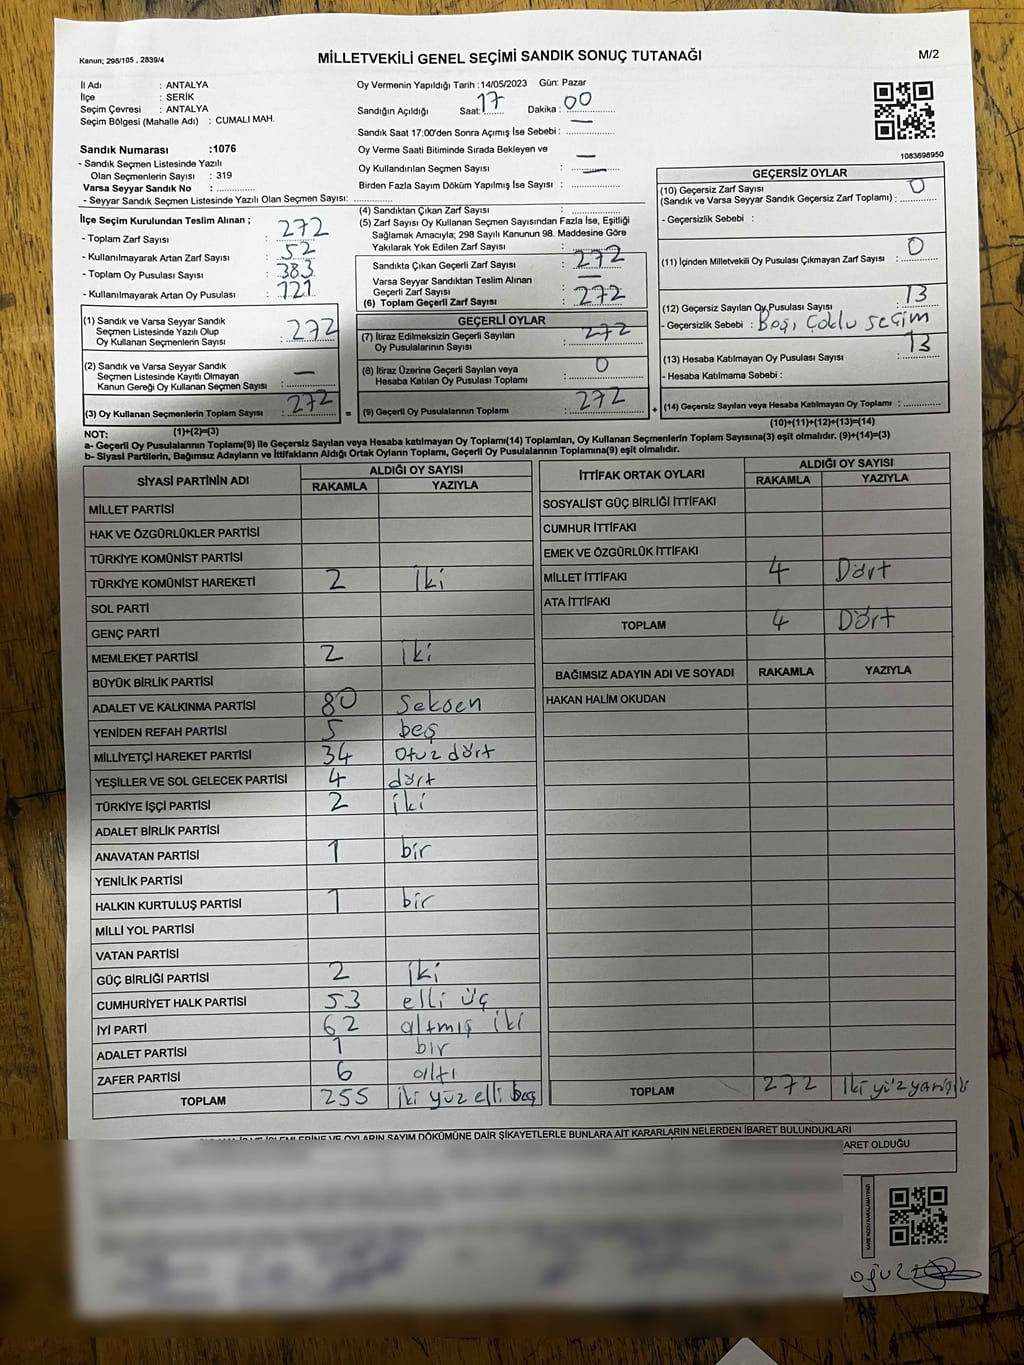 Kanun; 298/105 , 2839/4
MİLLETVEKİLİ GENEL SEÇİMİ SANDIK SONUÇ TUTANAĞI
M/2
İl Adı : ANTALYA
İlçe : SERİK
Seçim Çevresi : ANTALYA
Seçim Bölgesi (Mahalle Adı) : CUMALI MAH.
Sandık Numarası :1076
- Sandık Seçmen Listesinde Yazılı
Olan Seçmenlerin Sayısı : 319
Varsa Seyyar Sandık No : ..............
- Seyyar Sandık Seçmen Listesinde Yazılı Olan Seçmen Sayısı: ..............
Oy Vermenin Yapıldığı Tarih :14/05/2023 Gün: Pazar
Sandığın Açıldığı Saat: 17 Dakika : 00
Sandık Saat 17:00'den Sonra Açımış İse Sebebi : —
Oy Verme Saati Bitiminde Sırada Bekleyen ve
Oy Kullandırılan Seçmen Sayısı : —
Birden Fazla Sayım Döküm Yapılmış İse Sayısı : —
1083698950
İlçe Seçim Kurulundan Teslim Alınan ;
- Toplam Zarf Sayısı : 272
- Kullanılmayarak Artan Zarf Sayısı : 52
- Toplam Oy Pusulası Sayısı : 383
- Kullanılmayarak Artan Oy Pusulası : 121
(1) Sandık ve Varsa Seyyar Sandık
Seçmen Listesinde Yazılı Olup
Oy Kullanan Seçmenlerin Sayısı : 272
(2) Sandık ve Varsa Seyyar Sandık
Seçmen Listesinde Kayıtlı Olmayan
Kanun Gereği Oy Kullanan Seçmen Sayısı : —
(3) Oy Kullanan Seçmenlerin Toplam Sayısı : 272
(1)+(2)=(3)
(4) Sandıktan Çıkan Zarf Sayısı : ..............
(5) Zarf Sayısı Oy Kullanan Seçmen Sayısından Fazla İse, Eşitliği
Sağlamak Amacıyla; 298 Sayılı Kanunun 98. Maddesine Göre
Yakılarak Yok Edilen Zarf Sayısı : ..............
Sandıkta Çıkan Geçerli Zarf Sayısı : 272
Varsa Seyyar Sandıktan Teslim Alınan
Geçerli Zarf Sayısı : —
(6) Toplam Geçerli Zarf Sayısı : 272
GEÇERLİ OYLAR
(7) İtiraz Edilmeksizin Geçerli Sayılan
Oy Pusulalarının Sayısı : 272
(8) İtiraz Üzerine Geçerli Sayılan veya
Hesaba Katılan Oy Pusulası Toplamı : 0
= (9) Geçerli Oy Pusulalarının Toplamı : 272 +
GEÇERSİZ OYLAR
(10) Geçersiz Zarf Sayısı
(Sandık ve Varsa Seyyar Sandık Geçersiz Zarf Toplamı) : 0
- Geçersizlik Sebebi :
(11) İçinden Milletvekili Oy Pusulası Çıkmayan Zarf Sayısı : 0
(12) Geçersiz Sayılan Oy Pusulası Sayısı : 13
- Geçersizlik Sebebi : Boş, Çoklu seçim
(13) Hesaba Katılmayan Oy Pusulası Sayısı : 13
- Hesaba Katılmama Sebebi :
(14) Geçersiz Sayılan veya Hesaba Katılmayan Oy Toplamı : ..............
(10)+(11)+(12)+(13)=(14)
NOT:
a- Geçerli Oy Pusulalarının Toplamı(9) ile Geçersiz Sayılan veya Hesaba katılmayan Oy Toplamı(14) Toplamları, Oy Kullanan Seçmenlerin Toplam Sayısına(3) eşit olmalıdır. (9)+(14)=(3)
b- Siyasi Partilerin, Bağımsız Adayların ve İttifakların Aldığı Ortak Oyların Toplamı, Geçerli Oy Pusulalarının Toplamına(9) eşit olmalıdır.
SİYASİ PARTİNİN ADI ALDIĞI OY SAYISI
RAKAMLA YAZIYLA
MİLLET PARTİSİ
HAK VE ÖZGÜRLÜKLER PARTİSİ
TÜRKİYE KOMÜNİST PARTİSİ
TÜRKİYE KOMÜNİST HAREKETİ 2 iki
SOL PARTİ
GENÇ PARTİ
MEMLEKET PARTİSİ 2 iki
BÜYÜK BİRLİK PARTİSİ
ADALET VE KALKINMA PARTİSİ 80 Seksen
YENİDEN REFAH PARTİSİ 5 beş
MİLLİYETÇİ HAREKET PARTİSİ 34 otuz dört
YEŞİLLER VE SOL GELECEK PARTİSİ 4 dört
TÜRKİYE İŞÇİ PARTİSİ 2 iki
ADALET BİRLİK PARTİSİ
ANAVATAN PARTİSİ 1 bir
YENİLİK PARTİSİ
HALKIN KURTULUŞ PARTİSİ 1 bir
MİLLİ YOL PARTİSİ
VATAN PARTİSİ
GÜÇ BİRLİĞİ PARTİSİ 2 iki
CUMHURİYET HALK PARTİSİ 53 elli üç
İYİ PARTİ 62 altmış iki
ADALET PARTİSİ 1 bir
ZAFER PARTİSİ 6 altı
TOPLAM 255 iki yüz elli beş
İTTİFAK ORTAK OYLARI ALDIĞI OY SAYISI
RAKAMLA YAZIYLA
SOSYALİST GÜÇ BİRLİĞİ İTTİFAKI
CUMHUR İTTİFAKI
EMEK VE ÖZGÜRLÜK İTTİFAKI
MİLLET İTTİFAKI 4 Dört
ATA İTTİFAKI
TOPLAM 4 Dört
BAĞIMSIZ ADAYIN ADI VE SOYADI RAKAMLA YAZIYLA
HAKAN HALİM OKUDAN
TOPLAM 272 iki yüz
OYLARIN SAYIM DÖKÜMÜNE DAİR ŞİKAYETLERLE BUNLARA AİT KARARLARIN NELERDEN İBARET BULUNDUKLARI
ARET OLDUĞU